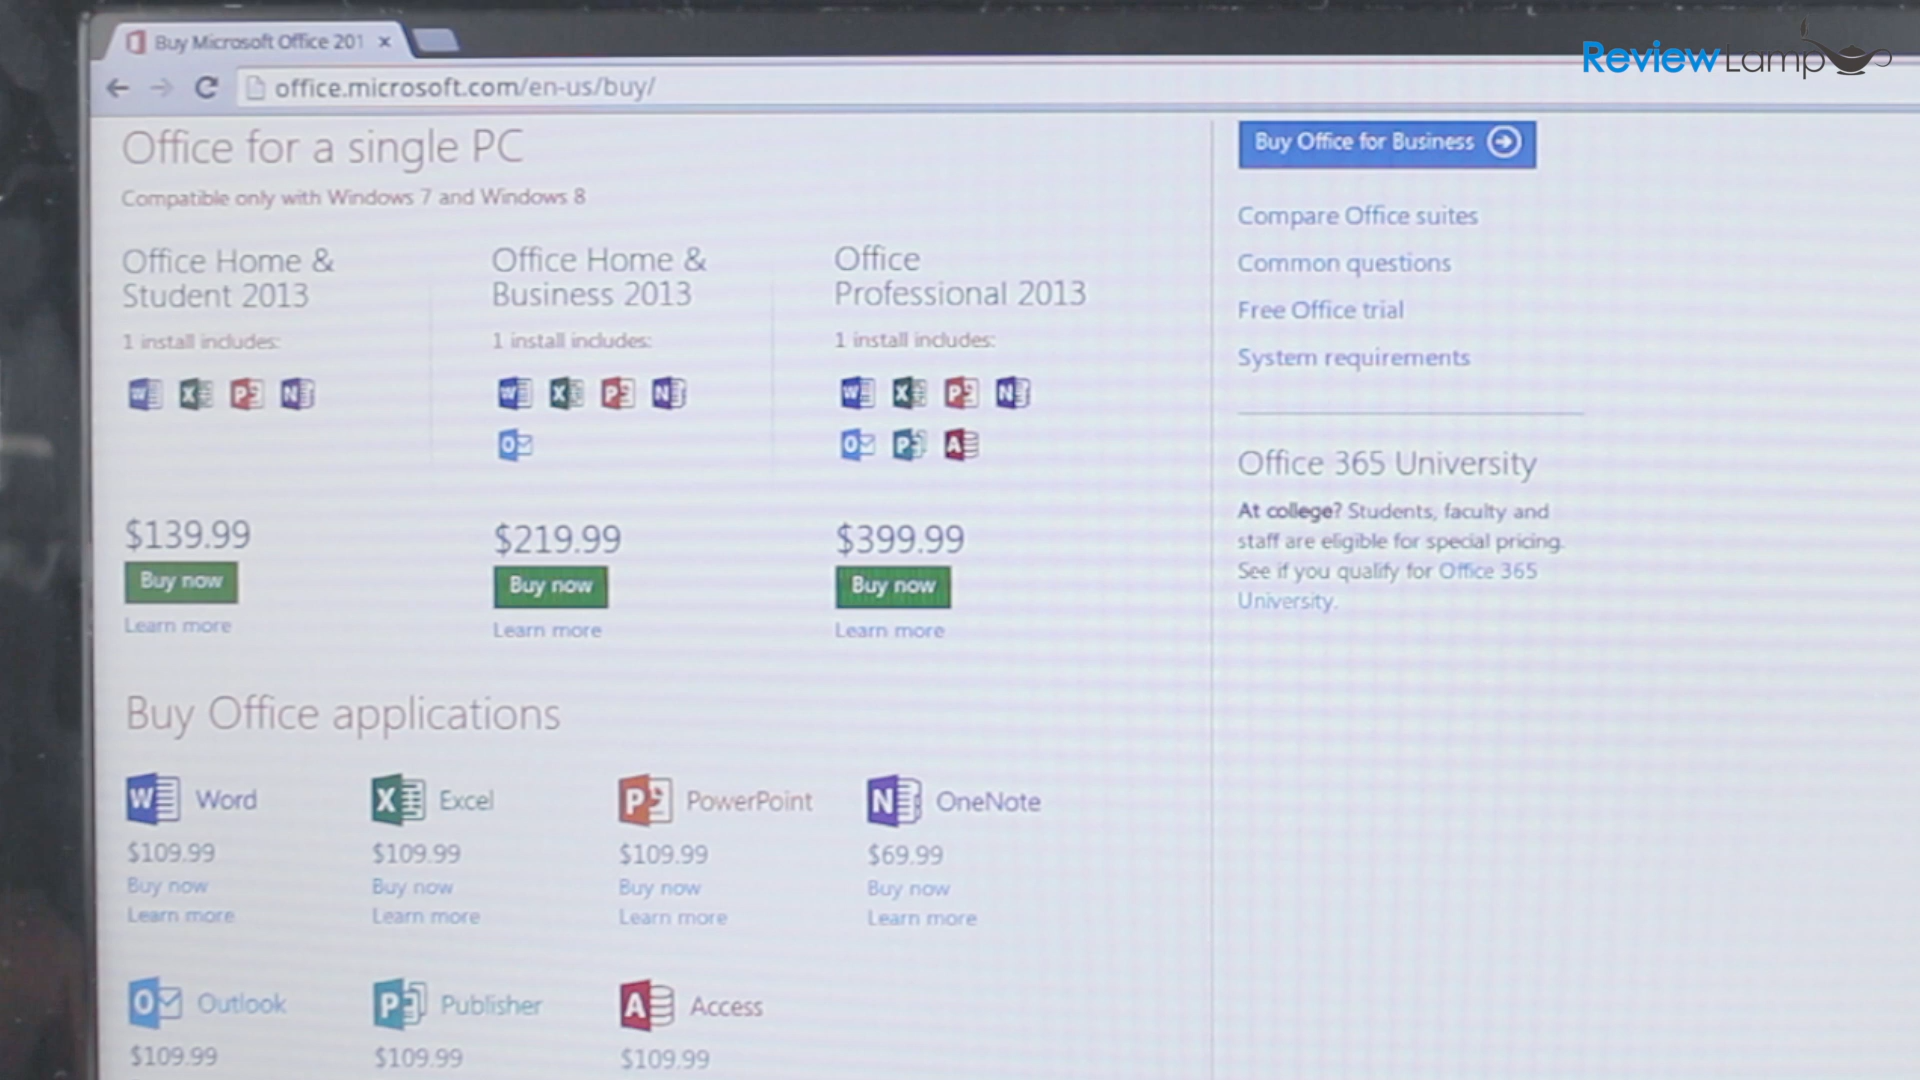 Buy Microsoft Office 201
ReviewLamp
office.microsoft.com/en-us/buy/
Office for a single PC
Compatible only with Windows 7 and Windows 8
Office Home &
Student 2013
1 install includes:
W X P N
$139.99
Buy now
Learn more
Office Home &
Business 2013
1 install includes:
W X P N
O
$219.99
Buy now
Learn more
Office
Professional 2013
1 install includes:
W X P N
O P A
$399.99
Buy now
Learn more
Buy Office applications
W Word
$109.99
Buy now
Learn more
X Excel
$109.99
Buy now
Learn more
P PowerPoint
$109.99
Buy now
Learn more
N OneNote
$69.99
Buy now
Learn more
O Outlook
$109.99
P Publisher
$109.99
A Access
$109.99
Buy Office for Business
Compare Office suites
Common questions
Free Office trial
System requirements
Office 365 University
At college? Students, faculty and
staff are eligible for special pricing.
See if you qualify for Office 365
University.